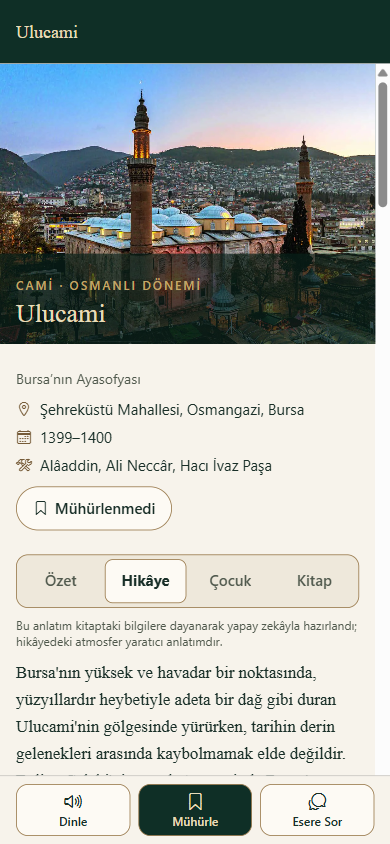 Ulucami
CAMİ · OSMANLI DÖNEMİ
Ulucami
Bursa'nın Ayasofyası
Şehreküstü Mahallesi, Osmangazi, Bursa
1399–1400
Alâaddin, Ali Neccâr, Hacı İvaz Paşa
Mühürlenmedi
Özet Hikâye Çocuk Kitap
Bu anlatım kitaptaki bilgilere dayanarak yapay zekâyla hazırlandı;
hikâyedeki atmosfer yaratıcı anlatımdır.
Bursa'nın yüksek ve havadar bir noktasında,
yüzyıllardır heybetiyle adeta bir dağ gibi duran
Ulucami'nin gölgesinde yürürken, tarihin derin
gelenekleri arasında kaybolmamak elde değildir.
Dinle Mühürle Esere Sor